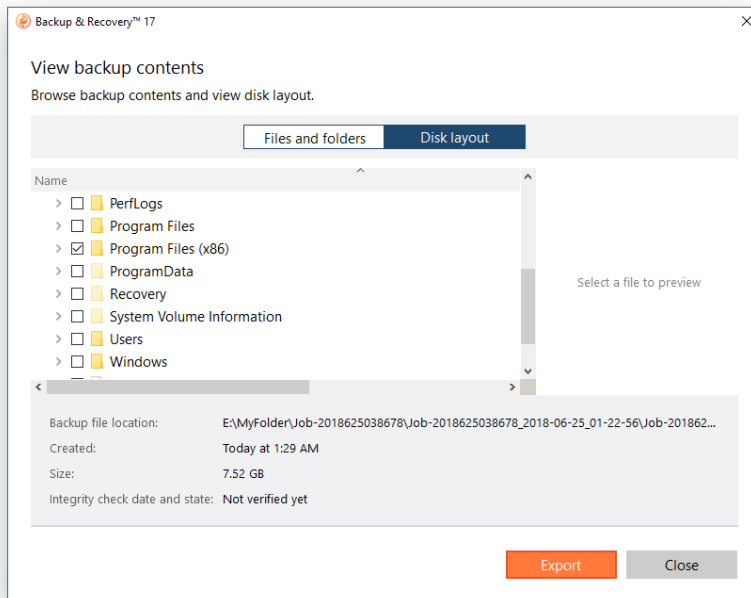 Backup & Recovery™ 17
View backup contents
Browse backup contents and view disk layout.
Files and folders
Disk layout
Name
PerfLogs
Program Files
Program Files (x86)
ProgramData
Recovery
System Volume Information
Users
Windows
Select a file to preview
Backup file location: E:\MyFolder\Job-2018625038678\Job-2018625038678_2018-06-25_01-22-56\Job-201862...
Created: Today at 1:29 AM
Size: 7.52 GB
Integrity check date and state: Not verified yet
Export
Close